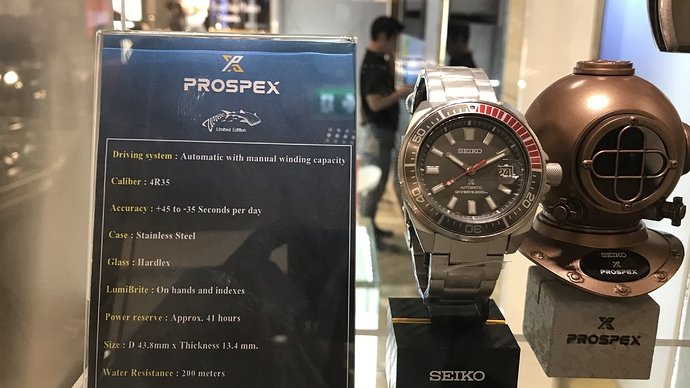 PROSPEX
Limited Edition
Driving system : Automatic with manual winding capacity
Caliber : 4R35
Accuracy : +45 to -35 Seconds per day
Case : Stainless Steel
Glass : Hardlex
LumiBrite : On hands and indexes
Power reserve : Approx. 41 hours
Size : D 43.8mm x Thickness 13.4 mm.
Water Resistance : 200 meters
SEIKO
AUTOMATIC
DIVER'S 200m
SEIKO
SEIKO
PROSPEX
PROSPEX